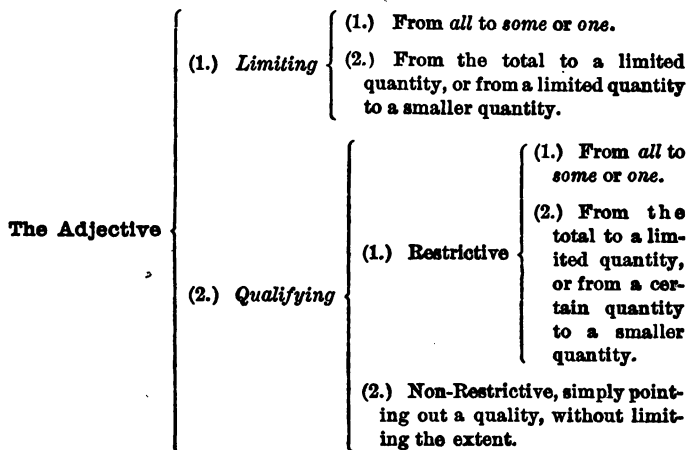 The Adjective
(1.) Limiting
(1.) From all to some or one.
(2.) From the total to a limited
quantity, or from a limited quantity
to a smaller quantity.
(2.) Qualifying
(1.) Restrictive
(1.) From all to
some or one.
(2.) From the
total to a lim-
ited quantity,
or from a cer-
tain quantity
to a smaller
quantity.
(2.) Non-Restrictive, simply point-
ing out a quality, without limit-
ing the extent.